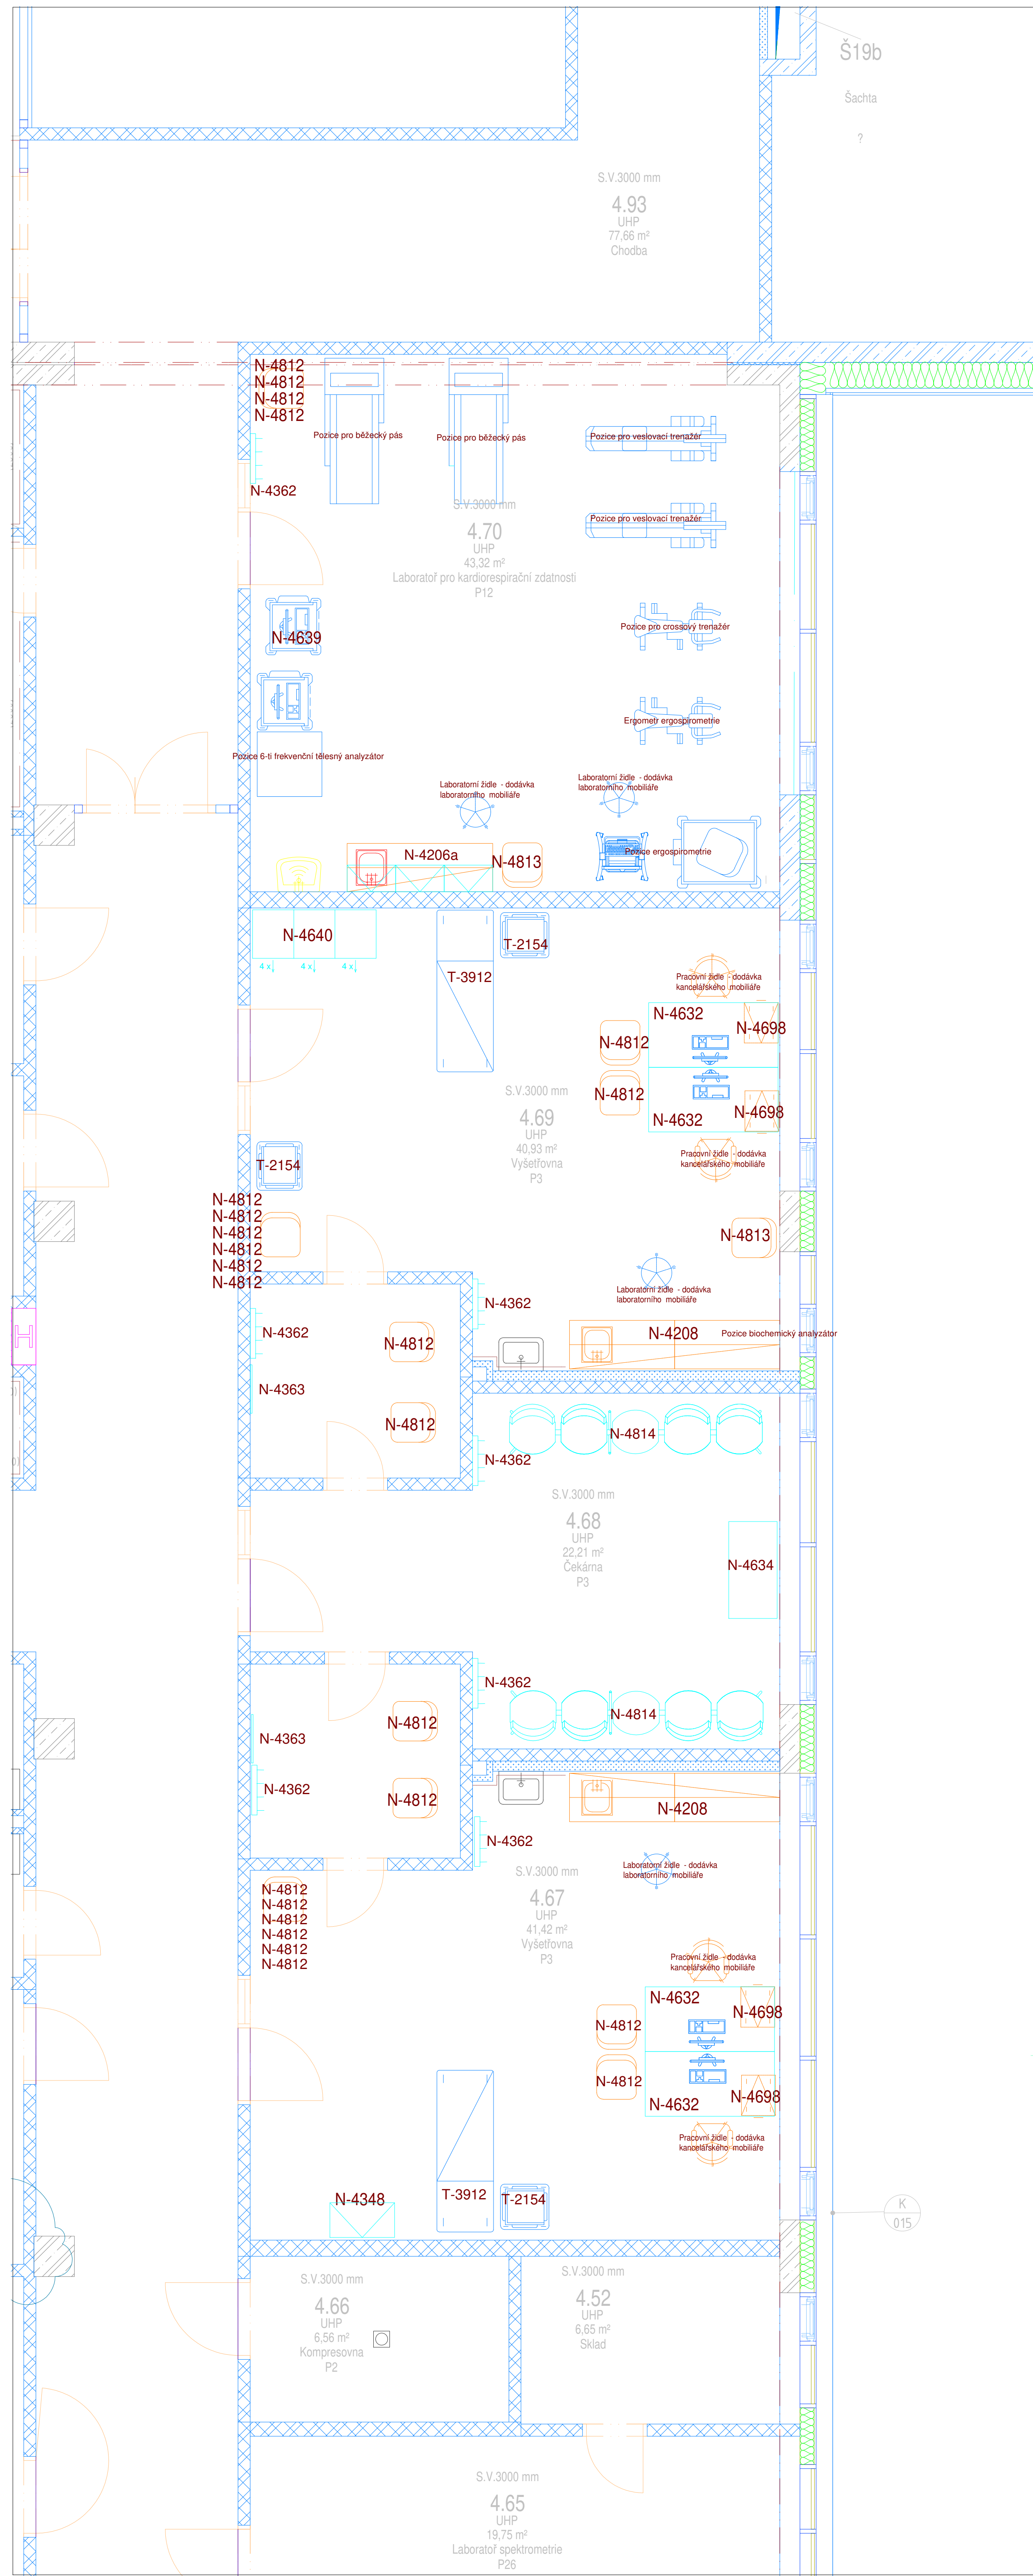 Š19b
Šachta
?
S.V.3000 mm
4.93
UHP
77,66 m²
Chodba
N-4812
N-4812
N-4812
N-4812
Pozice pro běžecký pás
Pozice pro běžecký pás
Pozice pro veslovací trenažér
N-4362
S.V.3000 mm
4.70
UHP
43,32 m²
Laboratoř pro kardiorespirační zdatnosti
P12
Pozice pro veslovací trenažér
Pozice pro crossový trenažér
N-4639
Ergometr ergospirometrie
Pozice 6-ti frekvenční tělesný analyzátor
Laboratorní židle - dodávka
laboratorního mobiliáře
Laboratorní židle - dodávka
laboratorního mobiliáře
N-4206a
N-4813
Pozice ergospirometrie
N-4640
4 x
4 x
4 x
T-3912
T-2154
Pracovní židle - dodávka
kancelářského mobiliáře
N-4632
N-4698
N-4812
N-4812
N-4632
N-4698
S.V.3000 mm
4.69
UHP
40,93 m²
Vyšetřovna
P3
Pracovní židle - dodávka
kancelářského mobiliáře
T-2154
N-4812
N-4812
N-4812
N-4812
N-4812
N-4812
N-4813
Laboratorní židle - dodávka
laboratorního mobiliáře
N-4362
N-4208
Pozice biochemický analyzátor
N-4362
N-4812
N-4363
N-4812
H
N-4814
N-4362
S.V.3000 mm
4.68
UHP
22,21 m²
Čekárna
P3
N-4634
N-4362
N-4814
N-4812
N-4363
N-4362
N-4812
N-4208
N-4362
Laboratorní židle - dodávka
laboratorního mobiliáře
S.V.3000 mm
4.67
UHP
41,42 m²
Vyšetřovna
P3
N-4812
N-4812
N-4812
N-4812
N-4812
N-4812
Pracovní židle - dodávka
kancelářského mobiliáře
N-4632
N-4698
N-4812
N-4812
N-4632
N-4698
Pracovní židle - dodávka
kancelářského mobiliáře
N-4348
T-3912
T-2154
K
015
S.V.3000 mm
4.66
UHP
6,56 m²
Kompresovna
P2
S.V.3000 mm
4.52
UHP
6,65 m²
Sklad
S.V.3000 mm
4.65
UHP
19,75 m²
Laboratoř spektrometrie
P26